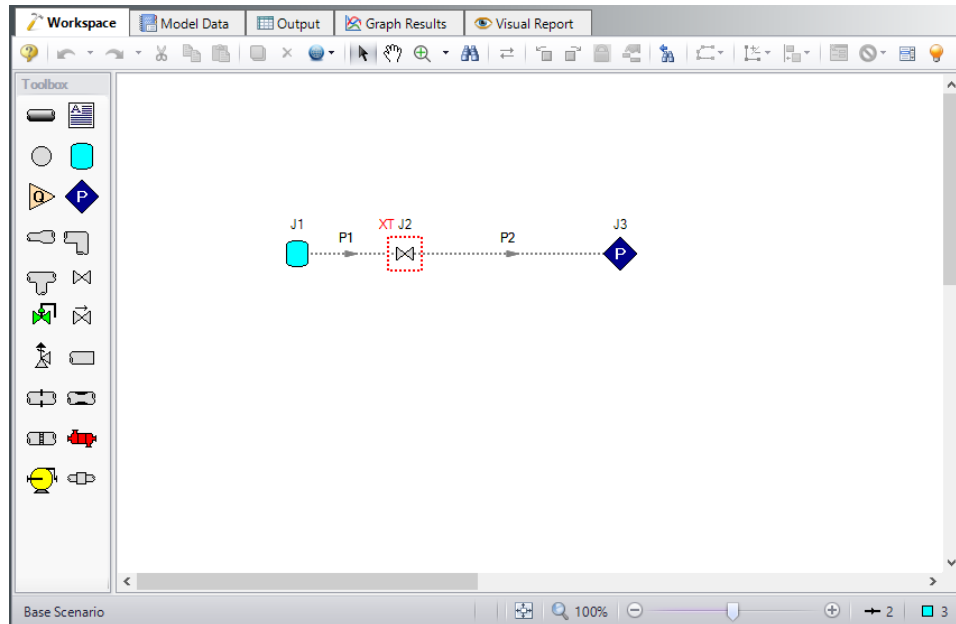 Workspace Model Data Output Graph Results Visual Report
Toolbox
A
Q P
J1 XT J2 J3
P1 P2
P
Base Scenario 100% 2 3